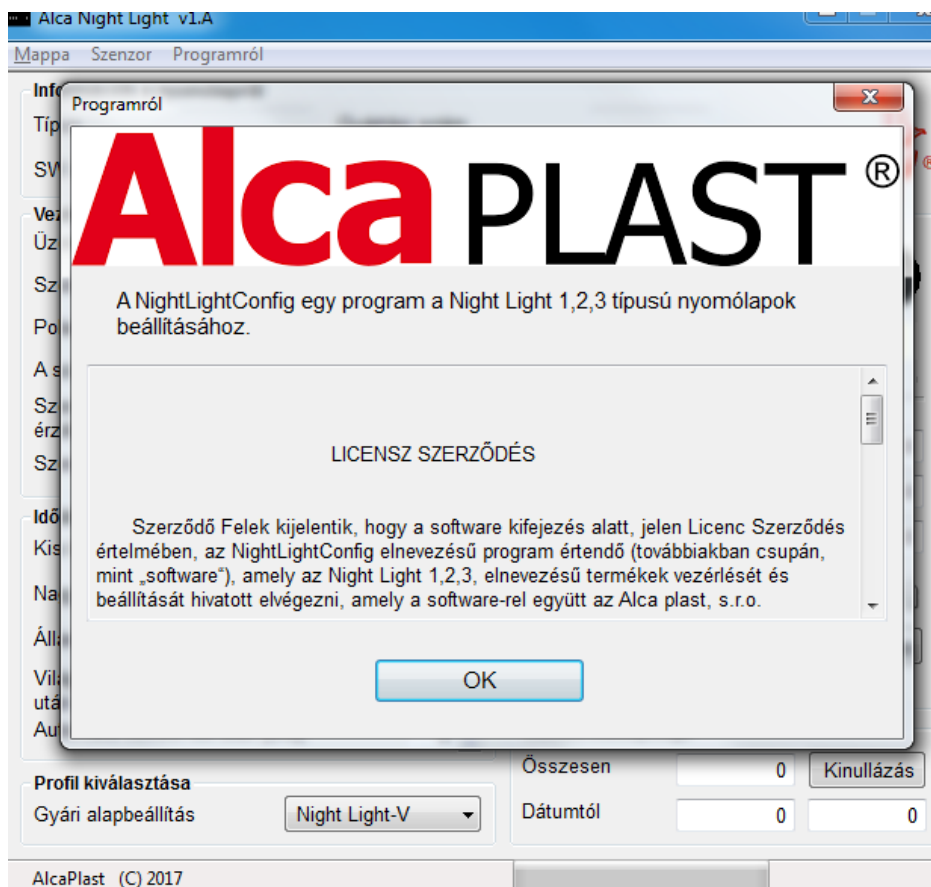 Alca Night Light v1.A
Mappa Szenzor Programról
Programról
Alca PLAST ®
A NightLightConfig egy program a Night Light 1,2,3 típusú nyomólapok
beállításához.
LICENSZ SZERZŐDÉS
Szerződő Felek kijelentik, hogy a software kifejezés alatt, jelen Licenc Szerződés
értelmében, az NightLightConfig elnevezésű program értendő (továbbiakban csupán,
mint „software“), amely az Night Light 1,2,3, elnevezésű termékek vezérlését és
beállítását hivatott elvégezni, amely a software-rel együtt az Alca plast, s.r.o.
OK
Összesen 0 Kinullázás
Dátumtól 0 0
Profil kiválasztása
Gyári alapbeállítás Night Light-V
AlcaPlast (C) 2017